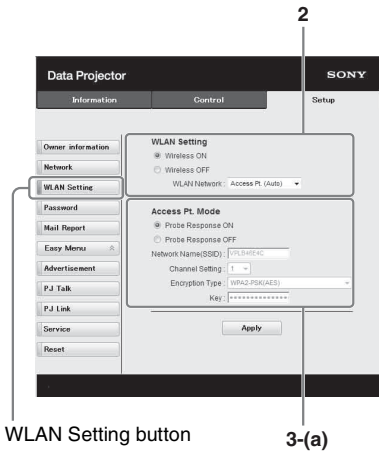 2
Data Projector
SONY
Information
Control
Setup
Owner information
Network
WLAN Setting
Password
Mail Report
Easy Menu
Advertisement
PJ Talk
PJ Link
Service
Reset
WLAN Setting
Wireless ON
Wireless OFF
WLAN Network : Access Pt. (Auto)
Access Pt. Mode
Probe Response ON
Probe Response OFF
Network Name(SSID) :
Channel Setting : 1
Encryption Type : WPA2-PSK(AES)
Key : **************
Apply
WLAN Setting button
3-(a)